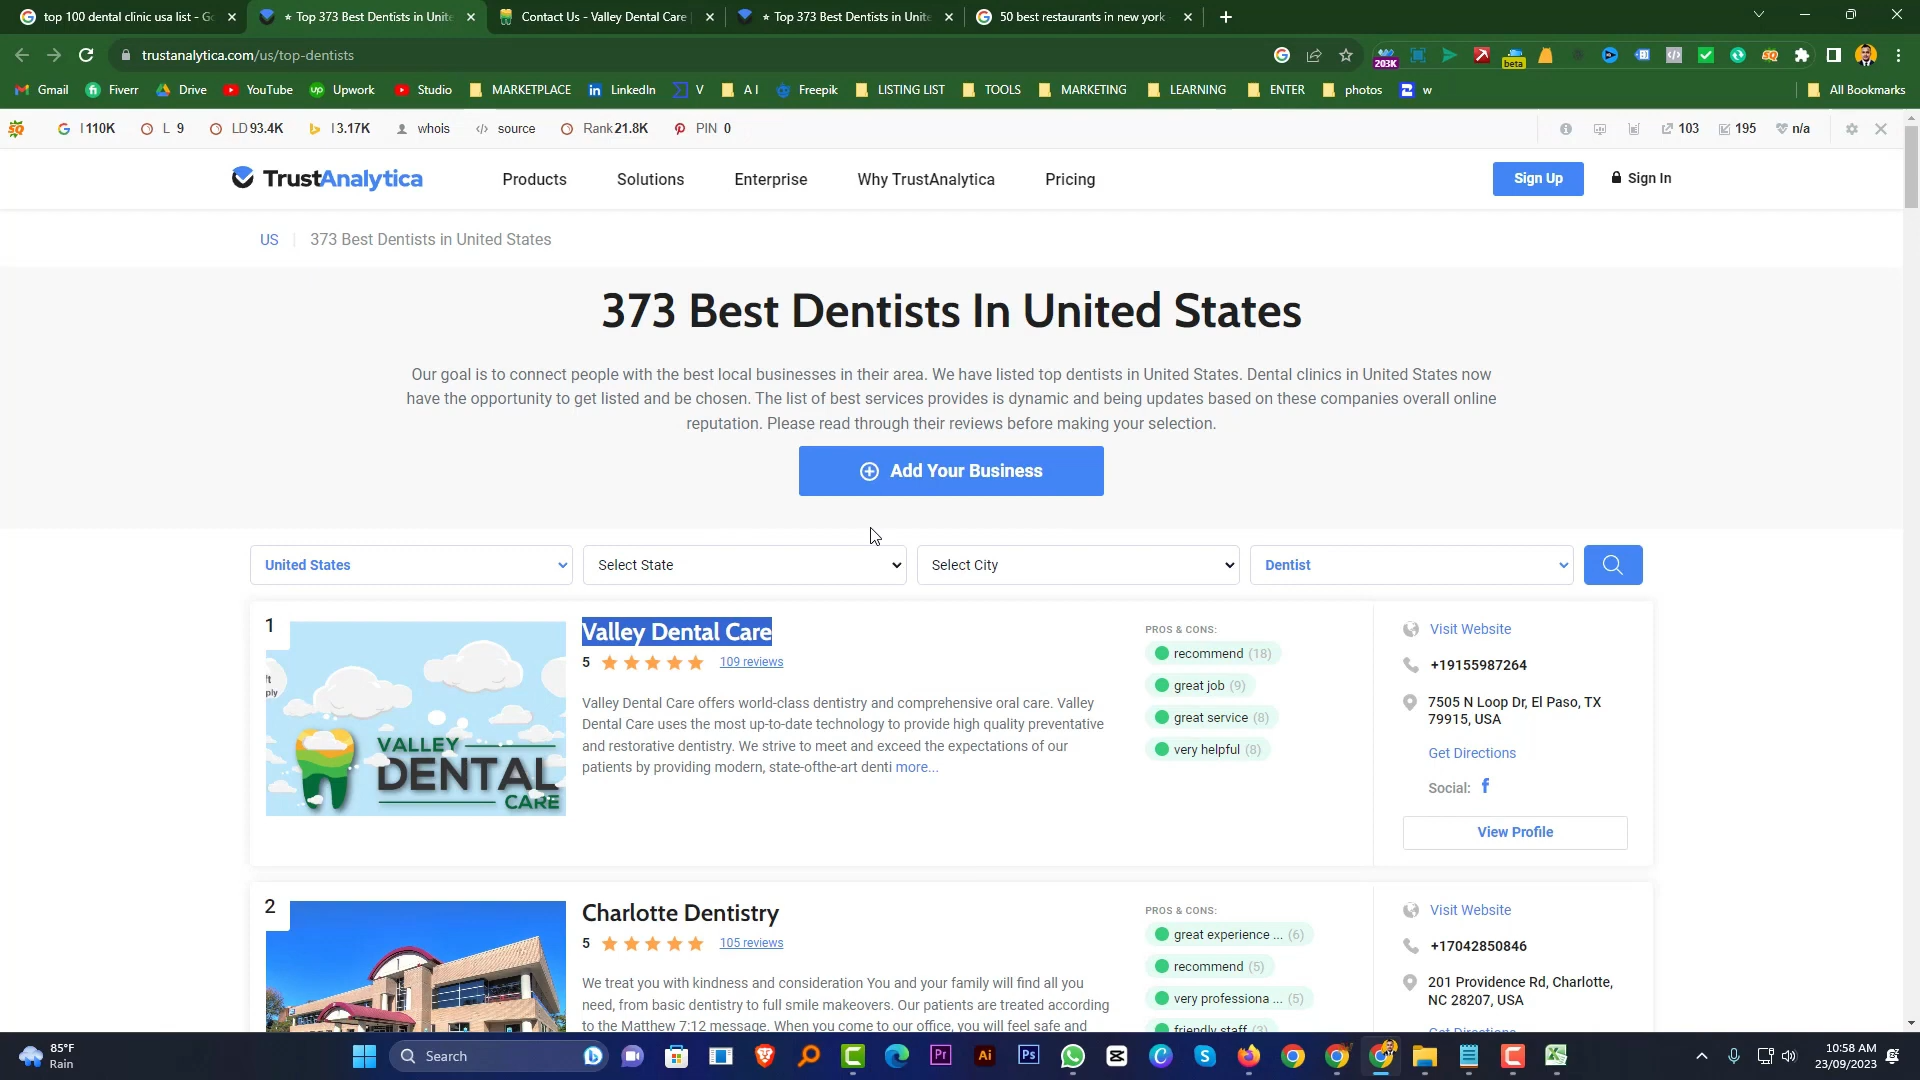 top 100 dental clinic usa list - Go
Top 373 Best Dentists in Unite
Contact Us - Valley Dental Care |
Top 373 Best Dentists in Unite
50 best restaurants in new york
trustanalytica.com/us/top-dentists
203K
beta
Gmail
Fiverr
Drive
YouTube
Upwork
Studio
MARKETPLACE
LinkedIn
V
A I
Freepik
LISTING LIST
TOOLS
MARKETING
LEARNING
ENTER
photos
w
All Bookmarks
I 110K
L 9
LD 93.4K
I 3.17K
whois
source
Rank 21.8K
PIN 0
103
195
n/a
TrustAnalytica
Products
Solutions
Enterprise
Why TrustAnalytica
Pricing
Sign Up
Sign In
US
373 Best Dentists in United States
373 Best Dentists In United States
Our goal is to connect people with the best local businesses in their area. We have listed top dentists in United States. Dental clinics in United States now
have the opportunity to get listed and be chosen. The list of best services provides is dynamic and being updates based on these companies overall online
reputation. Please read through their reviews before making your selection.
Add Your Business
United States
Select State
Select City
Dentist
1
ft
ply
VALLEY
DENTAL
CARE
Valley Dental Care
5
109 reviews
Valley Dental Care offers world-class dentistry and comprehensive oral care. Valley
Dental Care uses the most up-to-date technology to provide high quality preventative
and restorative dentistry. We strive to meet and exceed the expectations of our
patients by providing modern, state-ofthe-art denti more...
PROS & CONS:
recommend (18)
great job (9)
great service (8)
very helpful (8)
Visit Website
+19155987264
7505 N Loop Dr, El Paso, TX
79915, USA
Get Directions
Social:
View Profile
2
Charlotte Dentistry
5
105 reviews
We treat you with kindness and consideration You and your family will find all you
need, from basic dentistry to full smile makeovers. Our patients are treated according
to the Matthew 7:12 message. When you come to our office, you will feel safe and
PROS & CONS:
great experience ... (6)
recommend (5)
very professiona ... (5)
friendly staff (3)
Visit Website
+17042850846
201 Providence Rd, Charlotte,
NC 28207, USA
Get Directions
85°F
Rain
Search
Pr
Ai
Ps
10:58 AM
23/09/2023